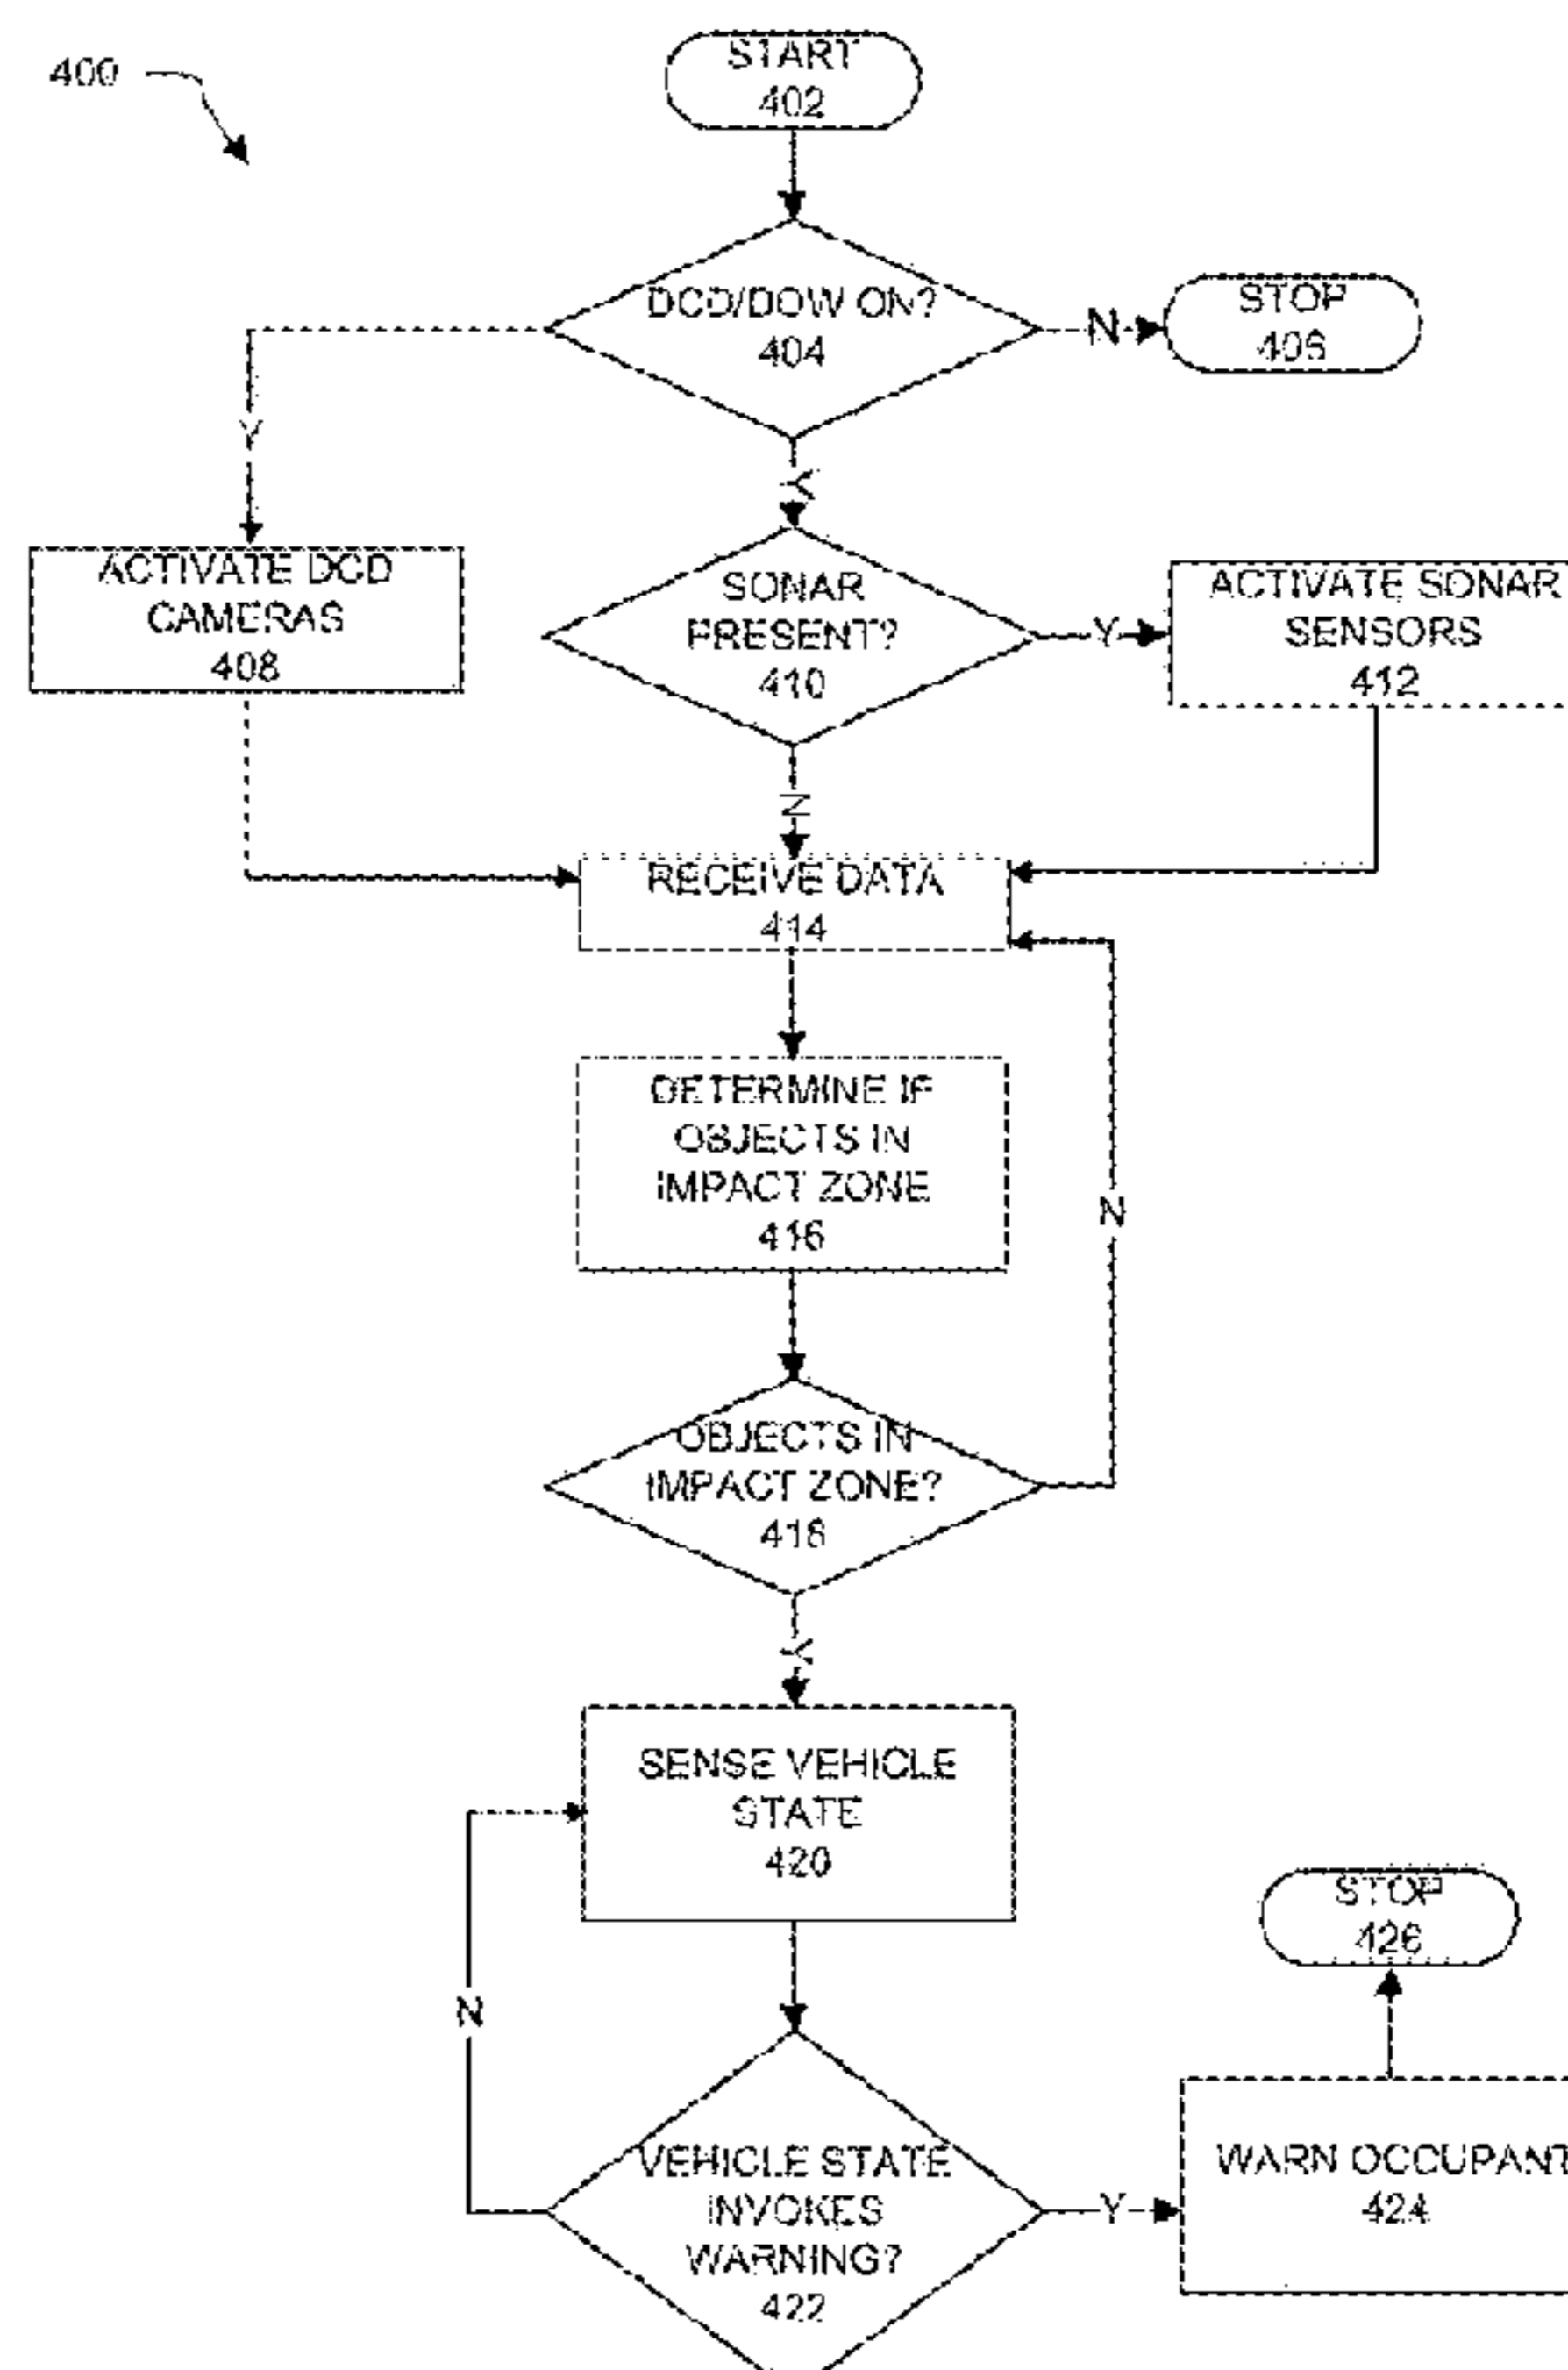 400
START
402
DCD/DOW ON?
404
N
STOP
406
Y
Y
ACTIVATE DCD
CAMERAS
408
SONAR
PRESENT?
410
Y
ACTIVATE SONAR
SENSORS
412
N
RECEIVE DATA
414
DETERMINE IF
OBJECTS IN
IMPACT ZONE
416
N
OBJECTS IN
IMPACT ZONE?
418
Y
SENSE VEHICLE
STATE
420
STOP
426
N
VEHICLE STATE
INVOKES
WARNING?
422
Y
WARN OCCUPANT
424